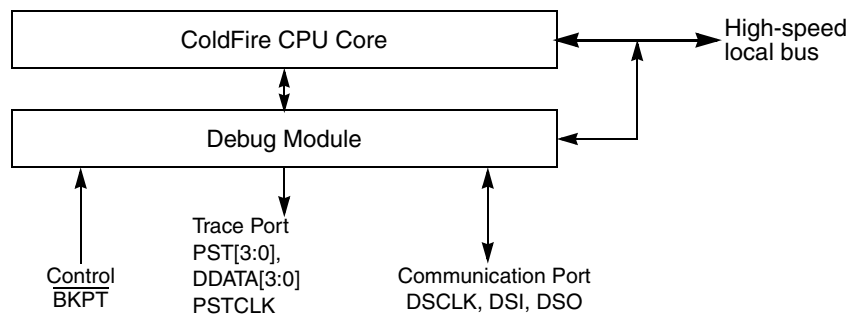 ColdFire CPU Core
High-speed
local bus
Debug Module
Control
BKPT
Trace Port
PST[3:0],
DDATA[3:0]
PSTCLK
Communication Port
DSCLK, DSI, DSO